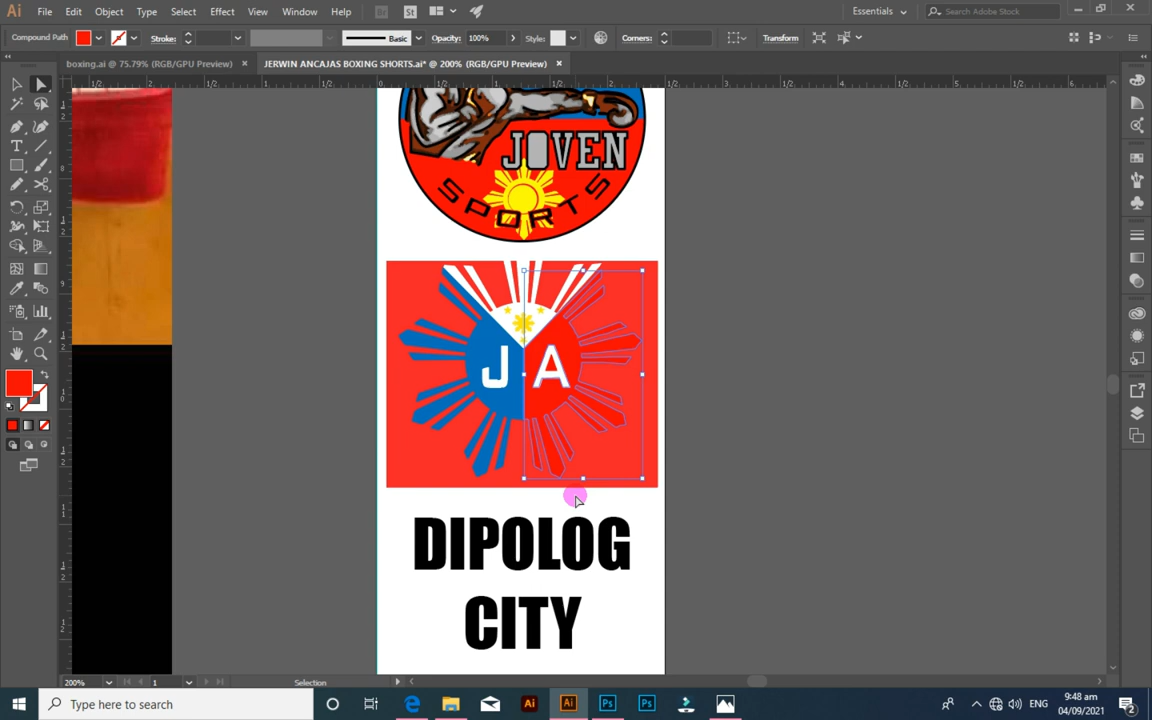 File Edit Object Type Select Effect View Window Help
Essentials
Search Adobe Stock
Compound Path
Stroke:
Basic
Opacity: 100%
Style:
Corners:
Transform
boxing.ai @ 75.79% (RGB/GPU Preview)
JERWIN ANCAJAS BOXING SHORTS.ai* @ 200% (RGB/GPU Preview)
JOVEN
SPORTS
J A
DIPOLOG
CITY
200%
1
Selection
Type here to search
ENG
9:48 am
04/09/2021
2